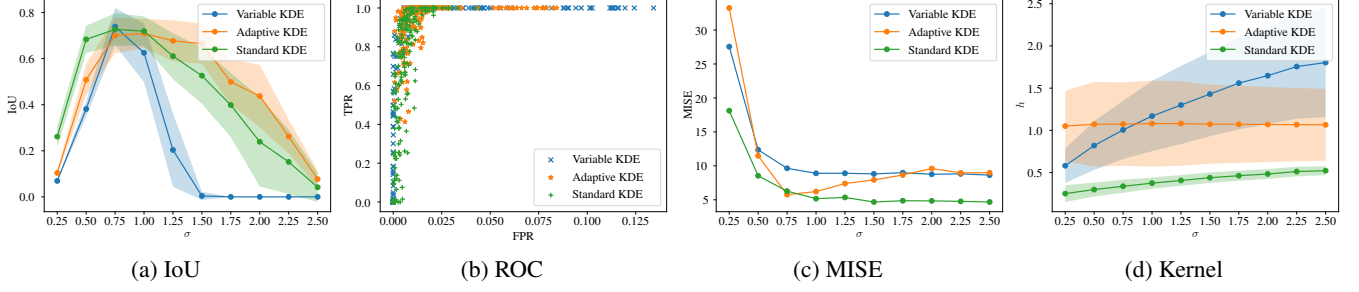 Variable KDE
Adaptive KDE
Standard KDE
IoU
0.8
0.6
0.4
0.2
0.0
0.25 0.50 0.75 1.00 1.25 1.50 1.75 2.00 2.25 2.50
σ
(a) IoU
TPR
1.0
0.8
0.6
0.4
0.2
0.0
Variable KDE
Adaptive KDE
Standard KDE
0.000 0.025 0.050 0.075 0.100 0.125
FPR
(b) ROC
Variable KDE
Adaptive KDE
Standard KDE
MISE
30
25
20
15
10
5
0.25 0.50 0.75 1.00 1.25 1.50 1.75 2.00 2.25 2.50
σ
(c) MISE
Variable KDE
Adaptive KDE
Standard KDE
h
2.5
2.0
1.5
1.0
0.5
0.25 0.50 0.75 1.00 1.25 1.50 1.75 2.00 2.25 2.50
σ
(d) Kernel